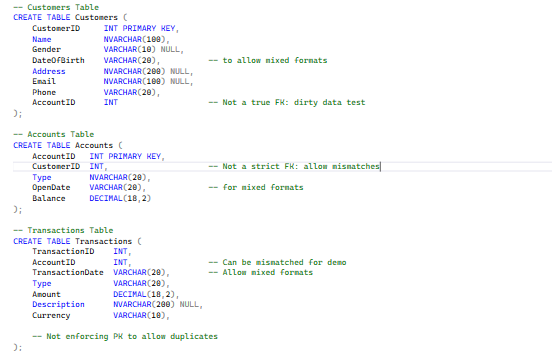 -- Customers Table
CREATE TABLE Customers (
CustomerID INT PRIMARY KEY,
Name NVARCHAR(100),
Gender VARCHAR(10) NULL,
DateOfBirth VARCHAR(20), -- to allow mixed formats
Address NVARCHAR(200) NULL,
Email NVARCHAR(100) NULL,
Phone VARCHAR(20),
AccountID INT -- Not a true FK: dirty data test
);
-- Accounts Table
CREATE TABLE Accounts (
AccountID INT PRIMARY KEY,
CustomerID INT, -- Not a strict FK: allow mismatches
Type NVARCHAR(20),
OpenDate VARCHAR(20), -- for mixed formats
Balance DECIMAL(18,2)
);
-- Transactions Table
CREATE TABLE Transactions (
TransactionID INT,
AccountID INT, -- Can be mismatched for demo
TransactionDate VARCHAR(20), -- Allow mixed formats
Type VARCHAR(20),
Amount DECIMAL(18,2),
Description NVARCHAR(200) NULL,
Currency VARCHAR(10),
-- Not enforcing PK to allow duplicates
);